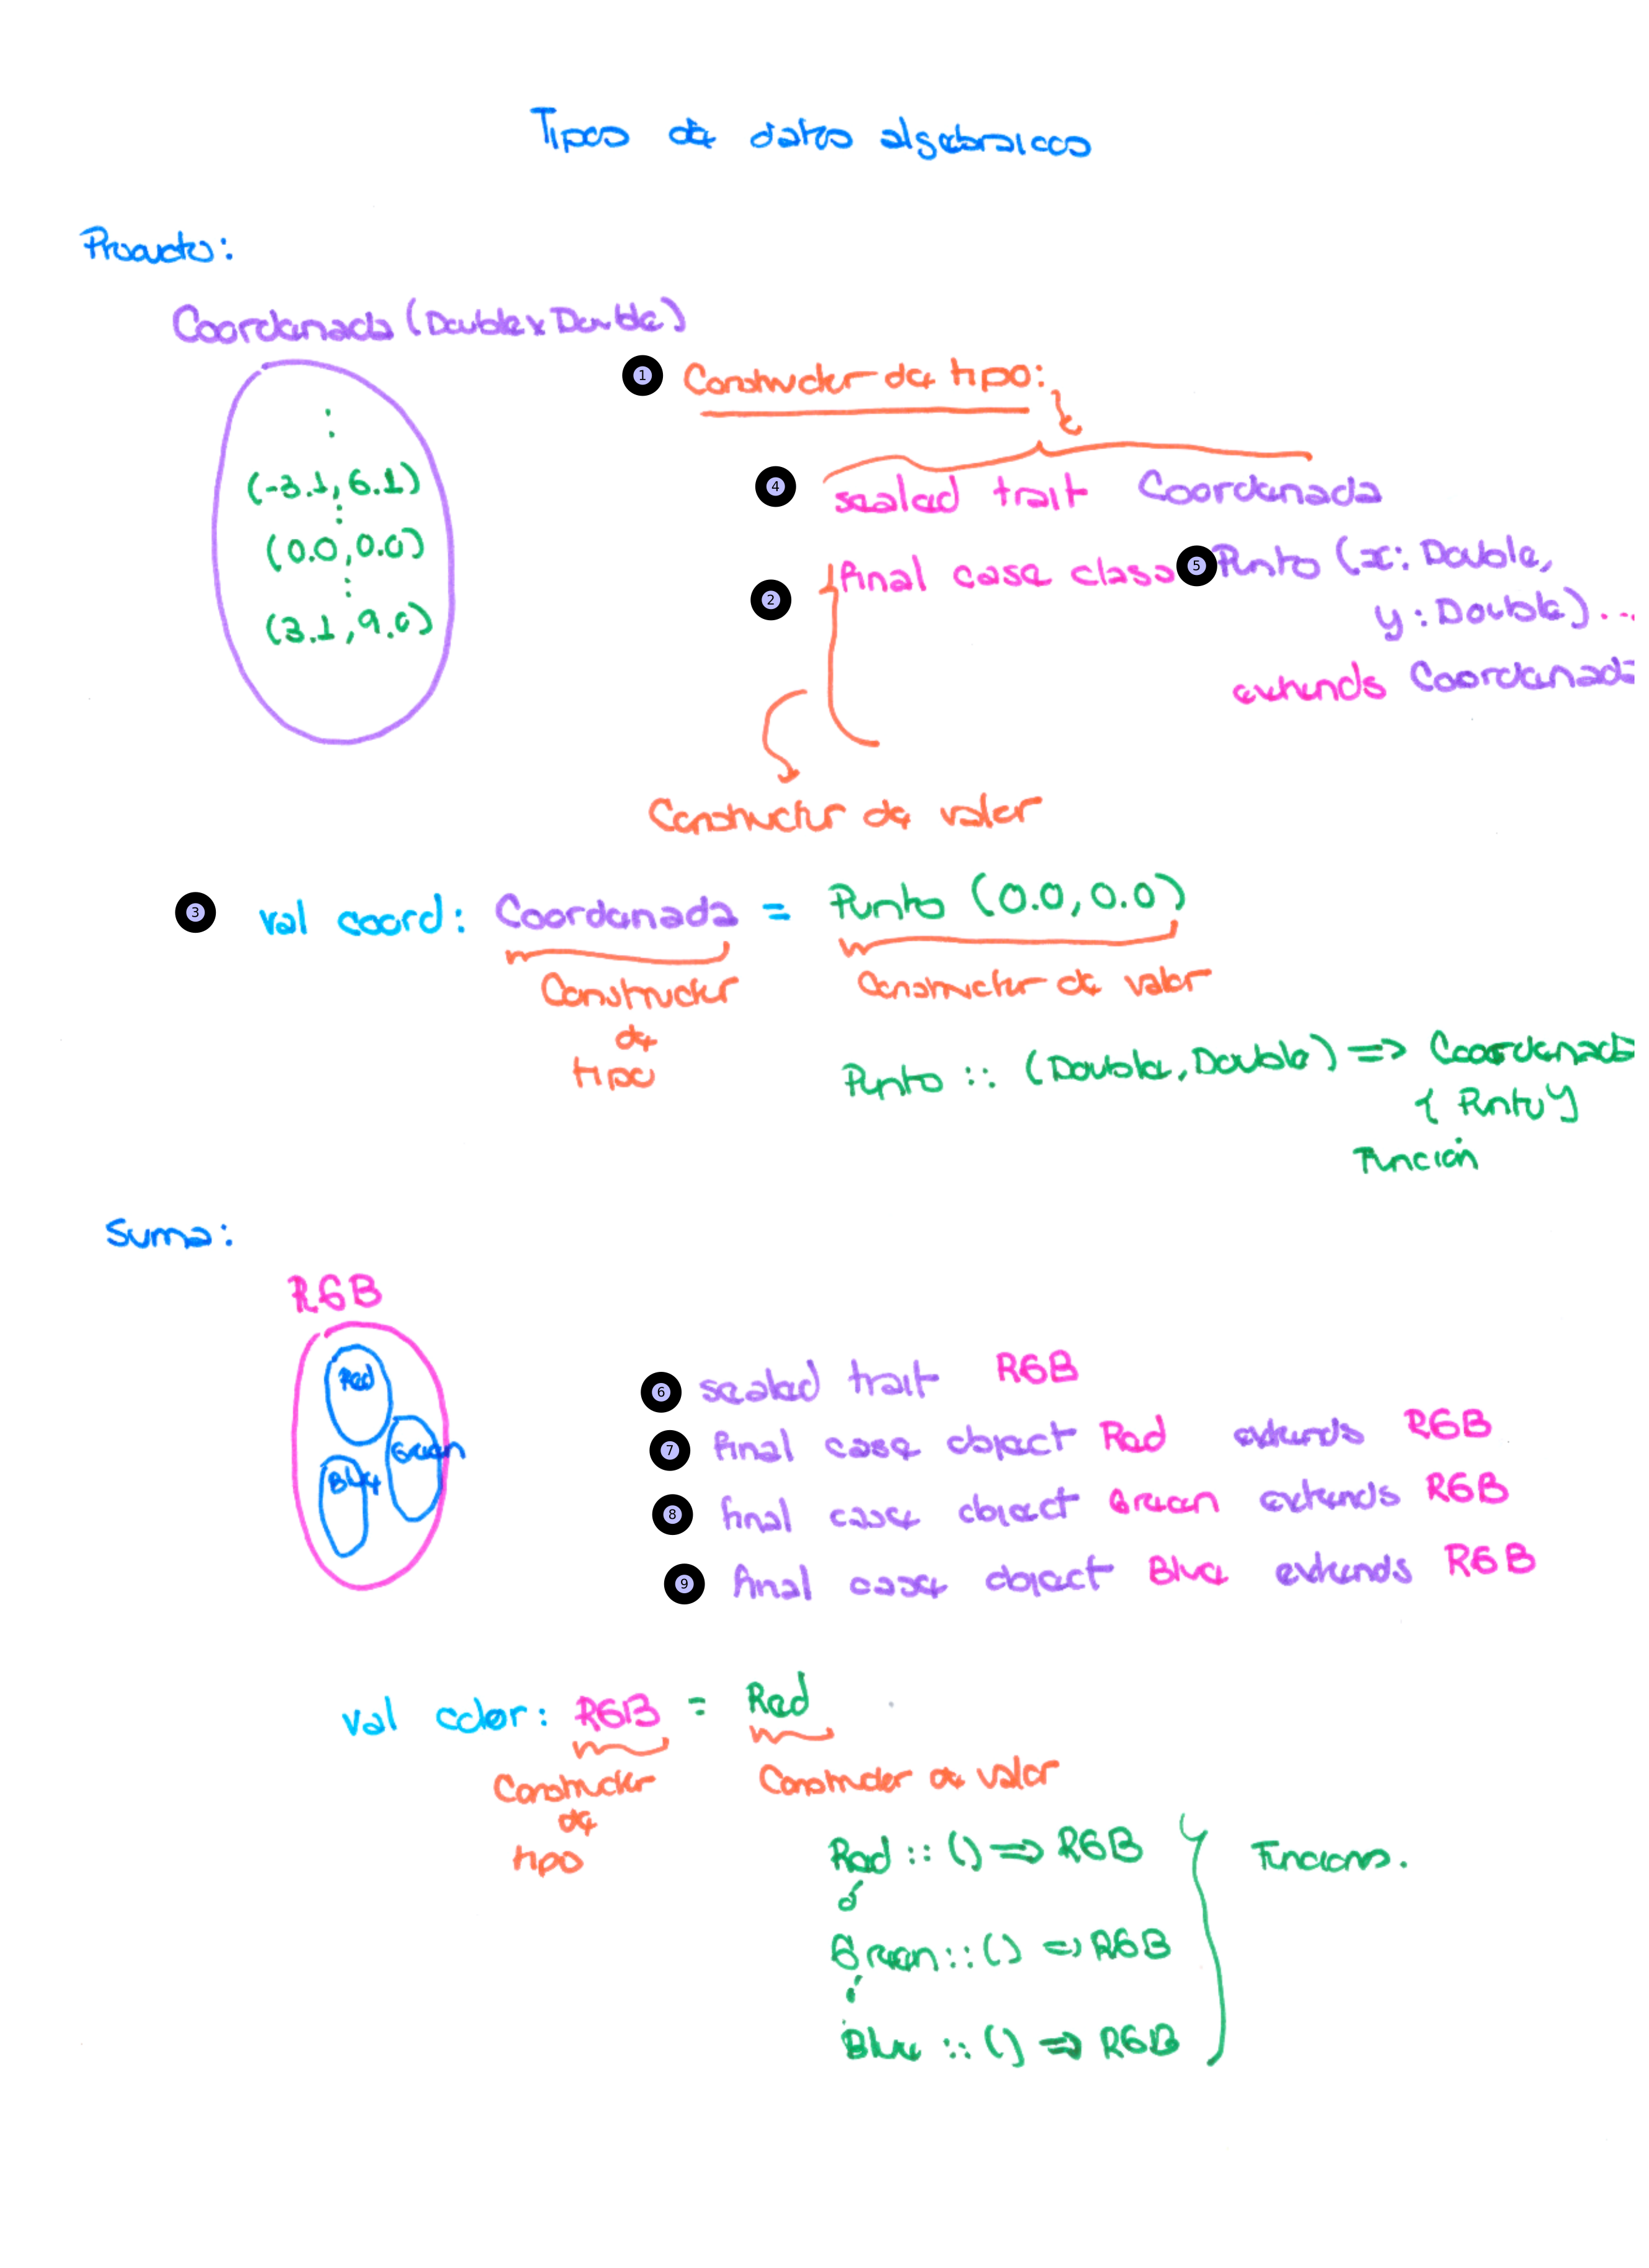 Tipos de datos algebraicos
Producto:
Coordenada (Double x Double)
(-3.1, 6.1)
(0.0, 0.0)
(3.1, 9.0)
1 Constructor de tipo:
4 sealed trait Coordenada
2 final case class 5 Punto (x: Double,
y: Double) ...
extends Coordenada
Constructor de valor
3 val coord: Coordenada = Punto (0.0, 0.0)
Constructor de tipo
Constructor de valor
Punto :: (Double, Double) => Coordenada
{ Punto }
Función
Suma:
RGB
Red
Green
Blue
6 sealed trait RGB
7 final case object Red extends RGB
8 final case object Green extends RGB
9 final case object Blue extends RGB
val color: RGB = Red
Constructor de tipo
Constructor de valor
Red :: () => RGB
ó
Green :: () => RGB
Blue :: () => RGB
Funciones.